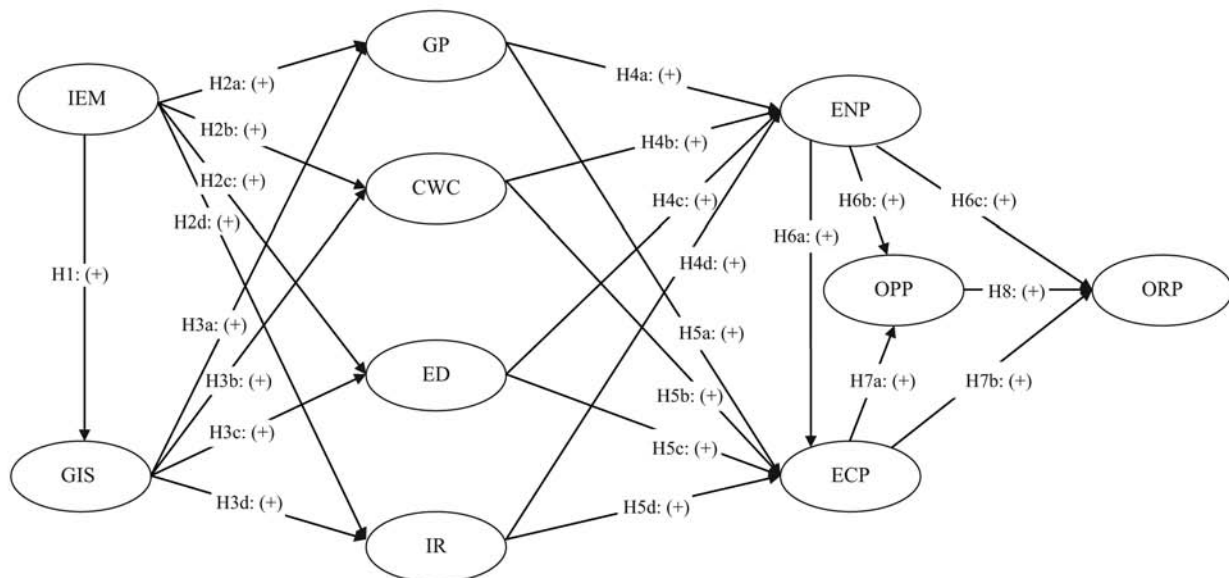 GP
H2a: (+)
H4a: (+)
IEM
ENP
H2b: (+)
H4b: (+)
H2c: (+)
CWC
H4c: (+)
H6b: (+)
H6c: (+)
H2d: (+)
H6a: (+)
H1: (+)
H4d: (+)
OPP
H8: (+)
ORP
H3a: (+)
H5a: (+)
H3b: (+)
ED
H7a: (+)
H7b: (+)
H5b: (+)
H3c: (+)
H5c: (+)
GIS
ECP
H3d: (+)
H5d: (+)
IR